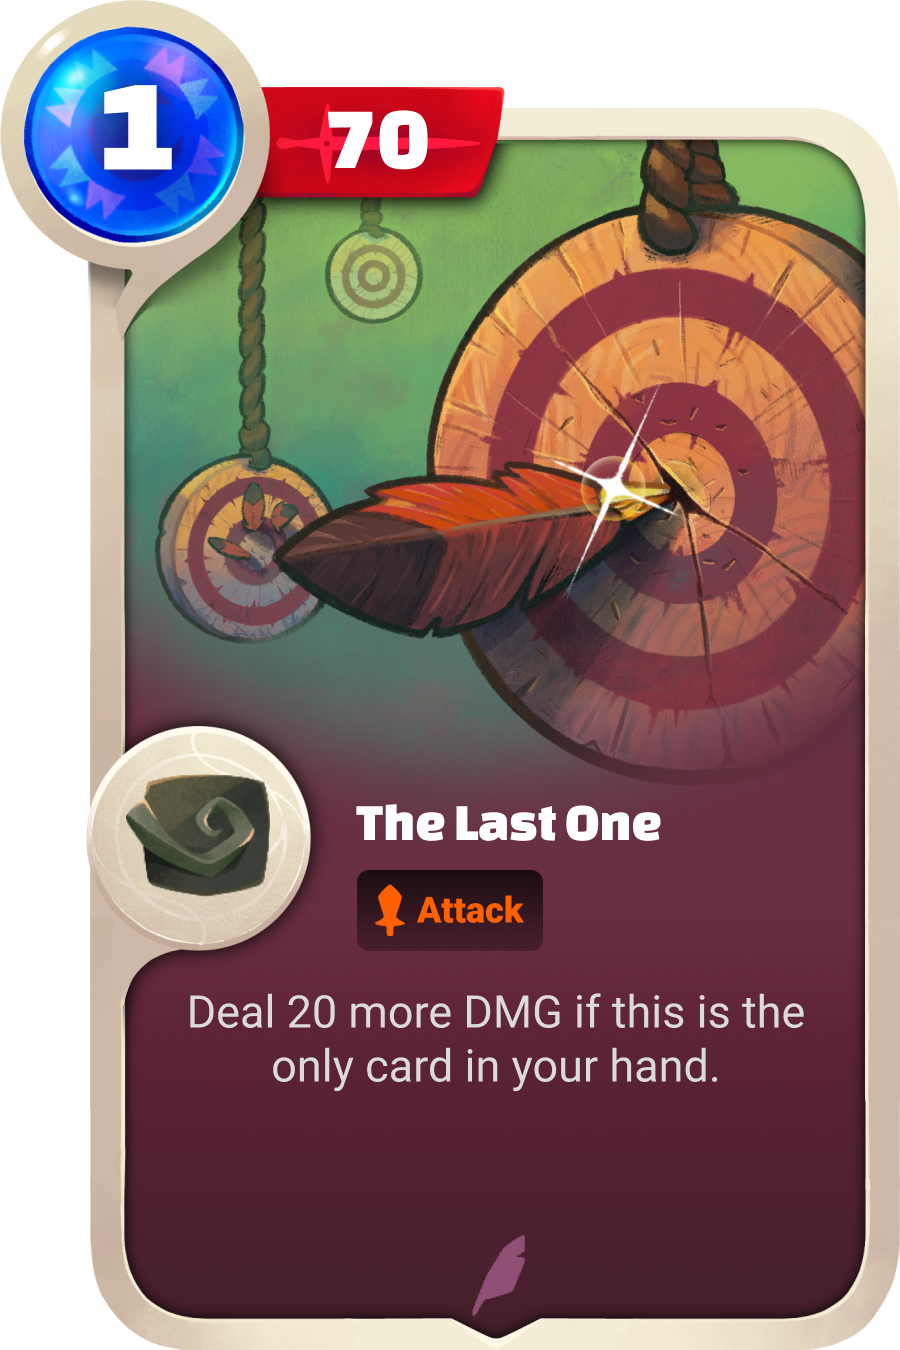 1
70
The Last One
Attack
Deal 20 more DMG if this is the
only card in your hand.